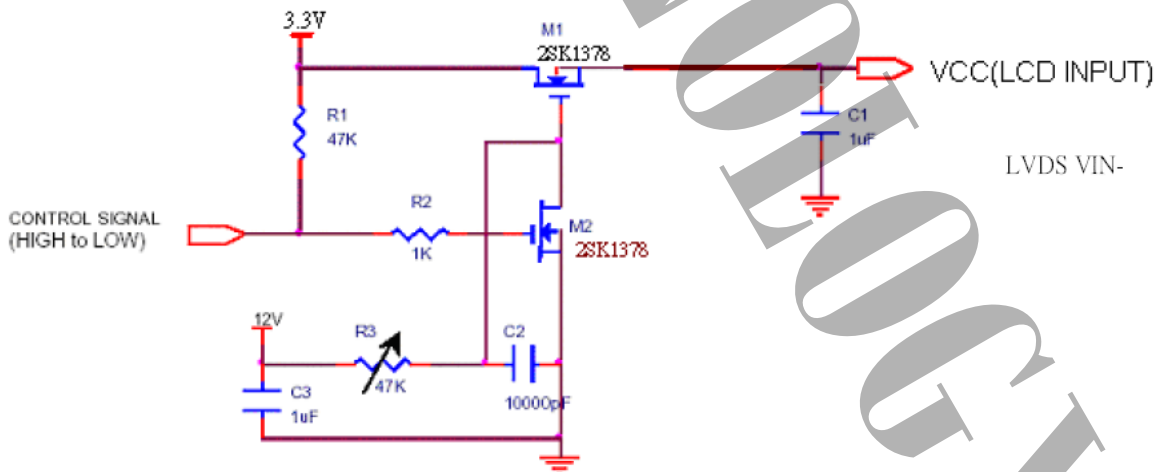 3.3V
M1
2SK1378
VCC(LCD INPUT)
R1
47K
C1
1uF
LVDS VIN-
CONTROL SIGNAL
(HIGH to LOW)
R2
1K
M2
2SK1378
12V
R3
47K
C2
10000pF
C3
1uF
NOLOGY